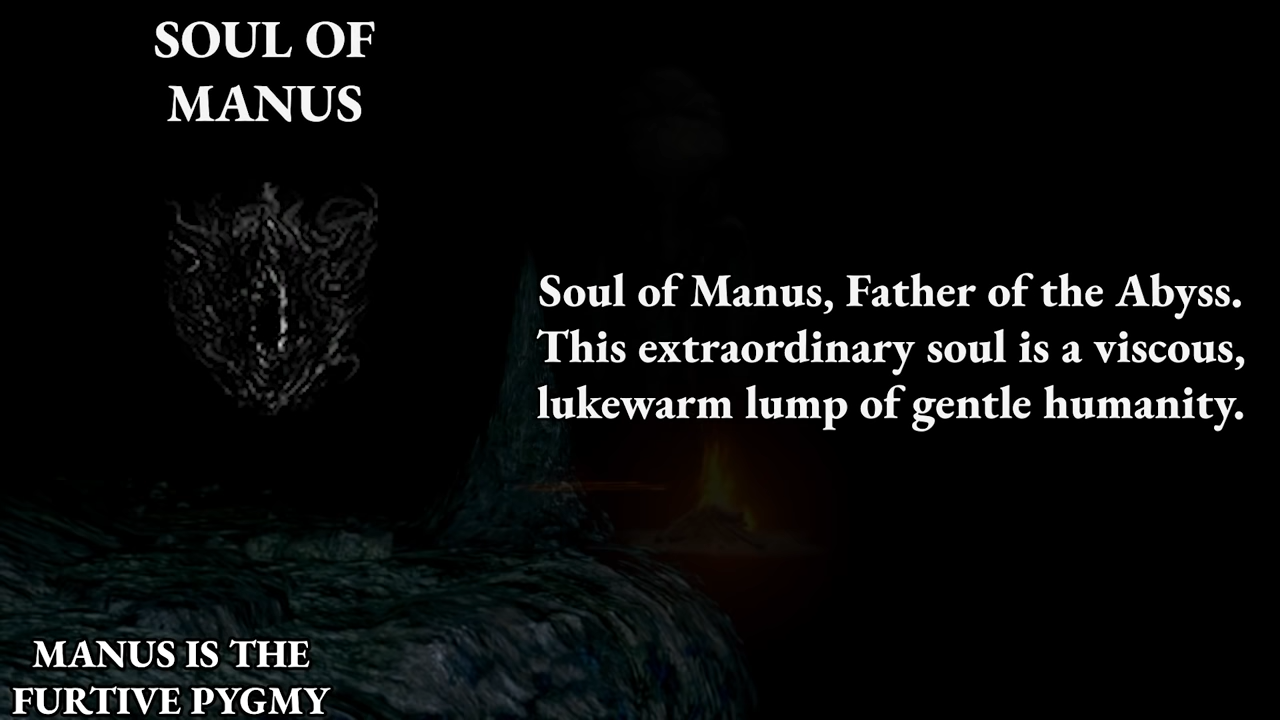 SOUL OF
MANUS
Soul of Manus, Father of the Abyss.
This extraordinary soul is a viscous,
lukewarm lump of gentle humanity.
MANUS IS THE
FURTIVE PYGMY